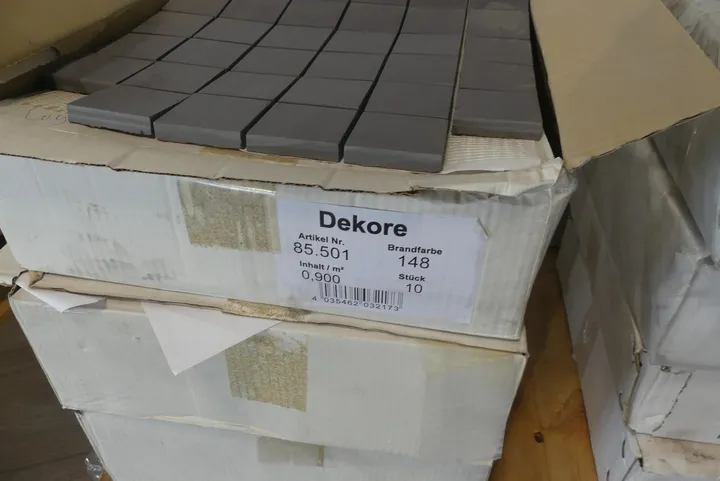 Dekore
Artikel Nr. Brandfarbe
85.501 148
Inhalt / m² Stück
0,900 10
4 035462 032173